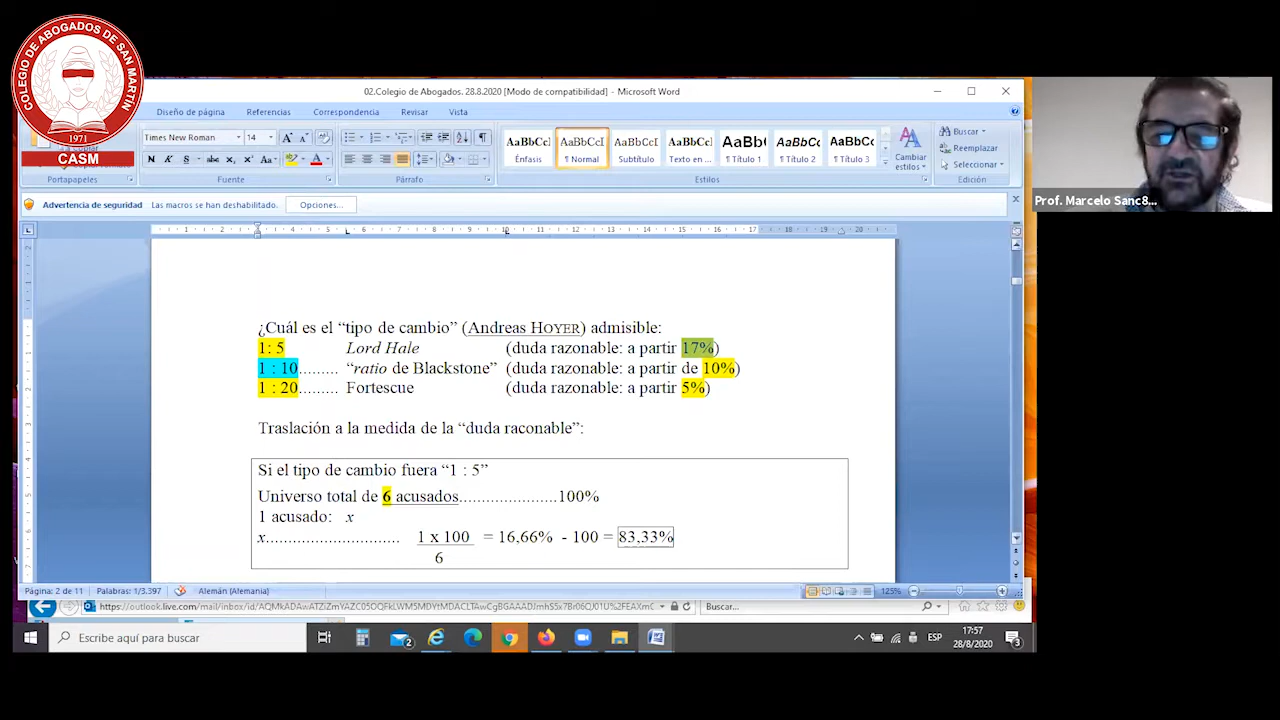 COLEGIO DE ABOGADOS DE SAN MARTÍN
1971
CASM
02.Colegio de Abogados. 28.8.2020 [Modo de compatibilidad] - Microsoft Word
Diseño de página Referencias Correspondencia Revisar Vista
Times New Roman 14
AaBbCcI AaBbCcI AaBbCcI AaBbCc AaBbC AaBbCc AaBbCc
Énfasis ¶ Normal Subtítulo Texto en ... ¶ Título 1 ¶ Título 2 ¶ Título 3
Cambiar estilos
Buscar
Reemplazar
Seleccionar
Portapapeles Fuente Párrafo Estilos Edición
Advertencia de seguridad Las macros se han deshabilitado. Opciones...
Prof. Marcelo Sanc8...
¿Cuál es el “tipo de cambio” (Andreas HOYER) admisible:
1: 5 Lord Hale (duda razonable: a partir 17%)
1 : 10......... “ratio de Blackstone” (duda razonable: a partir de 10%)
1 : 20......... Fortescue (duda razonable: a partir 5%)
Traslación a la medida de la “duda raconable”:
Si el tipo de cambio fuera “1 : 5”
Universo total de 6 acusados......................100%
1 acusado: x
x.............................. 1 x 100 = 16,66% - 100 = 83,33%
6
Página: 2 de 11 Palabras: 1/3.397 Alemán (Alemania) 125%
Buscar...
Escribe aquí para buscar
2
ESP
17:57
28/8/2020
3